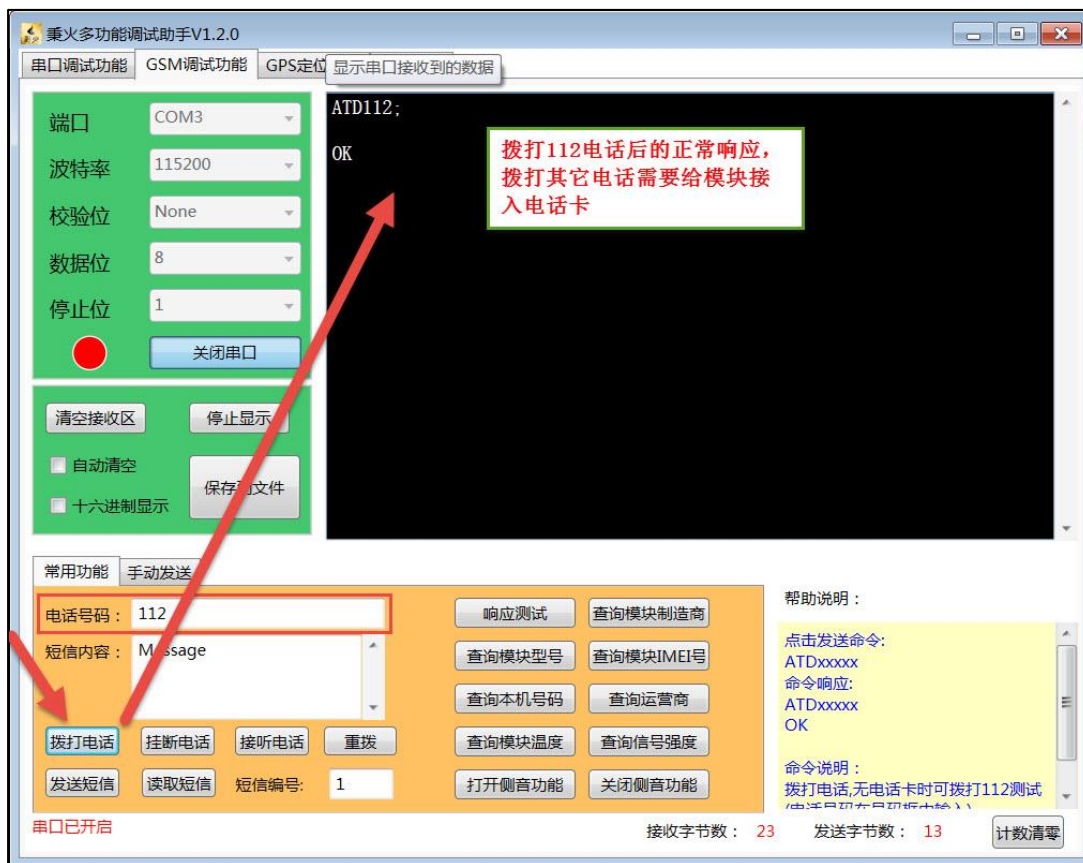 秉火多功能调试助手V1.2.0
串口调试功能
GSM调试功能
GPS定位
显示串口接收到的数据
端口
COM3
波特率
115200
校验位
None
数据位
8
停止位
1
关闭串口
清空接收区
停止显示
自动清空
十六进制显示
保存到文件
ATD112;
OK
拨打112电话后的正常响应，
拨打其它电话需要给模块接
入电话卡
常用功能
手动发送
电话号码：
112
短信内容：
Message
拨打电话
挂断电话
接听电话
重拨
发送短信
读取短信
短信编号:
1
响应测试
查询模块制造商
查询模块型号
查询模块IMEI号
查询本机号码
查询运营商
查询模块温度
查询信号强度
打开侧音功能
关闭侧音功能
帮助说明：
点击发送命令:
ATDxxxxx
命令响应:
ATDxxxxx
OK
命令说明：
拨打电话,无电话卡时可拨打112测试
串口已开启
接收字节数： 23
发送字节数： 13
计数清零